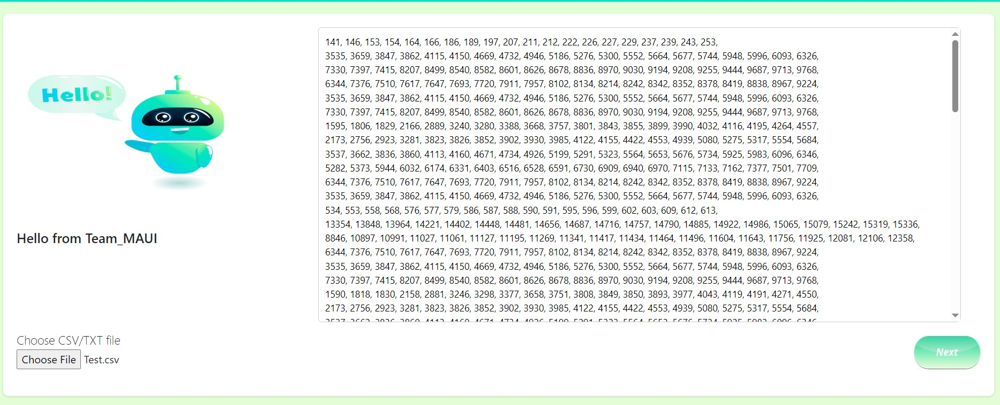 Hello!
Hello from Team_MAUI
Choose CSV/TXT file
Choose File Test.csv
141, 146, 153, 154, 164, 166, 186, 189, 197, 207, 211, 212, 222, 226, 227, 229, 237, 239, 243, 253,
3535, 3659, 3847, 3862, 4115, 4150, 4669, 4732, 4946, 5186, 5276, 5300, 5552, 5664, 5677, 5744, 5948, 5996, 6093, 6326,
7330, 7397, 7415, 8207, 8499, 8540, 8582, 8601, 8626, 8678, 8836, 8970, 9030, 9194, 9208, 9255, 9444, 9687, 9713, 9768,
6344, 7376, 7510, 7617, 7647, 7693, 7720, 7911, 7957, 8102, 8134, 8214, 8242, 8342, 8352, 8378, 8419, 8838, 8967, 9224,
3535, 3659, 3847, 3862, 4115, 4150, 4669, 4732, 4946, 5186, 5276, 5300, 5552, 5664, 5677, 5744, 5948, 5996, 6093, 6326,
7330, 7397, 7415, 8207, 8499, 8540, 8582, 8601, 8626, 8678, 8836, 8970, 9030, 9194, 9208, 9255, 9444, 9687, 9713, 9768,
1595, 1806, 1829, 2166, 2889, 3240, 3280, 3388, 3668, 3757, 3801, 3843, 3855, 3899, 3990, 4032, 4116, 4195, 4264, 4557,
2173, 2756, 2923, 3281, 3823, 3826, 3852, 3902, 3930, 3985, 4122, 4155, 4422, 4553, 4939, 5080, 5275, 5317, 5554, 5684,
3537, 3662, 3836, 3860, 4113, 4160, 4671, 4734, 4926, 5199, 5291, 5323, 5564, 5653, 5676, 5734, 5925, 5983, 6096, 6346,
5282, 5373, 5944, 6032, 6174, 6331, 6403, 6516, 6528, 6591, 6730, 6909, 6940, 6970, 7115, 7133, 7162, 7377, 7501, 7709,
6344, 7376, 7510, 7617, 7647, 7693, 7720, 7911, 7957, 8102, 8134, 8214, 8242, 8342, 8352, 8378, 8419, 8838, 8967, 9224,
3535, 3659, 3847, 3862, 4115, 4150, 4669, 4732, 4946, 5186, 5276, 5300, 5552, 5664, 5677, 5744, 5948, 5996, 6093, 6326,
534, 553, 558, 568, 576, 577, 579, 586, 587, 588, 590, 591, 595, 596, 599, 602, 603, 609, 612, 613,
13354, 13848, 13964, 14221, 14402, 14448, 14481, 14656, 14687, 14716, 14757, 14790, 14885, 14922, 14986, 15065, 15079, 15242, 15319, 15336,
8846, 10897, 10991, 11027, 11061, 11127, 11195, 11269, 11341, 11417, 11434, 11464, 11496, 11604, 11643, 11756, 11925, 12081, 12106, 12358,
6344, 7376, 7510, 7617, 7647, 7693, 7720, 7911, 7957, 8102, 8134, 8214, 8242, 8342, 8352, 8378, 8419, 8838, 8967, 9224,
3535, 3659, 3847, 3862, 4115, 4150, 4669, 4732, 4946, 5186, 5276, 5300, 5552, 5664, 5677, 5744, 5948, 5996, 6093, 6326,
7330, 7397, 7415, 8207, 8499, 8540, 8582, 8601, 8626, 8678, 8836, 8970, 9030, 9194, 9208, 9255, 9444, 9687, 9713, 9768,
1590, 1818, 1830, 2158, 2881, 3246, 3298, 3377, 3658, 3751, 3808, 3849, 3850, 3893, 3977, 4043, 4119, 4191, 4271, 4550,
2173, 2756, 2923, 3281, 3823, 3826, 3852, 3902, 3930, 3985, 4122, 4155, 4422, 4553, 4939, 5080, 5275, 5317, 5554, 5684,
Next